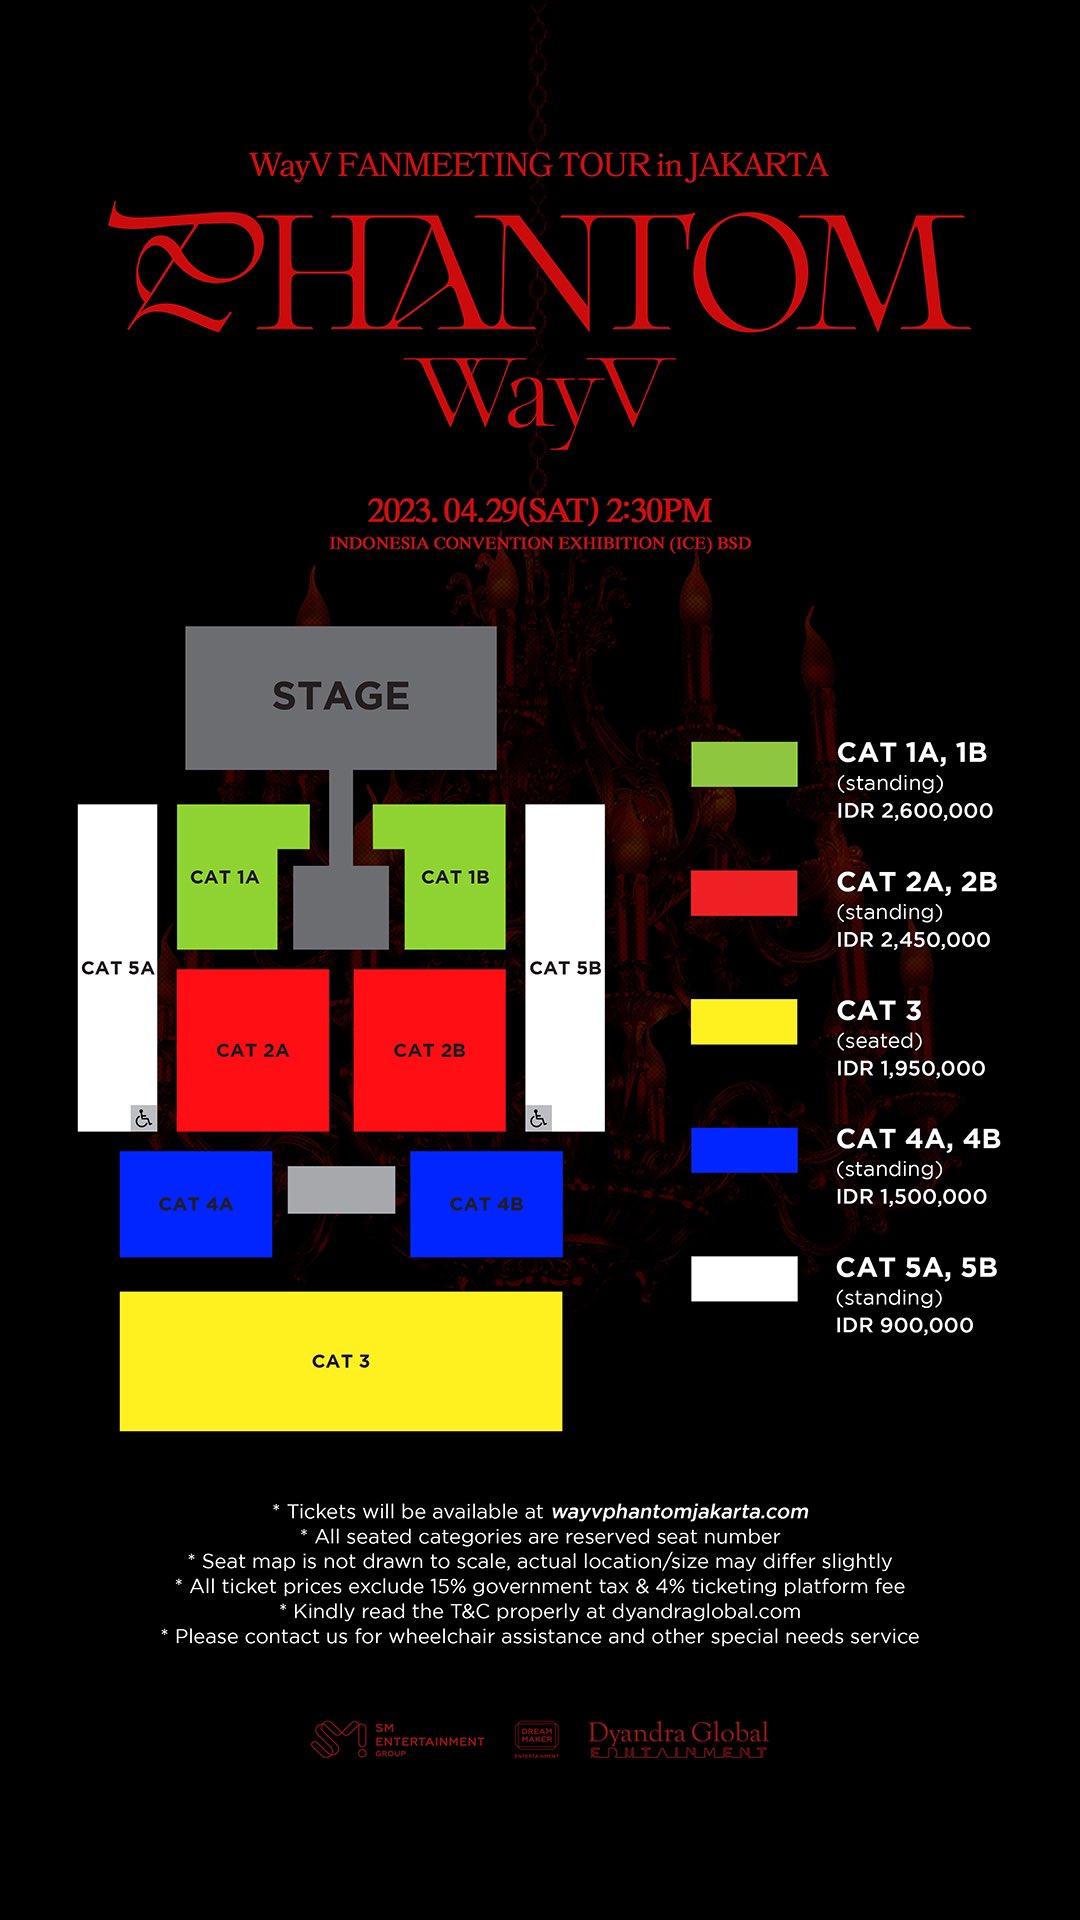 WayV FANMEETING TOUR in JAKARTA
PHANTOM
WayV
2023. 04.29(SAT) 2:30PM
INDONESIA CONVENTION EXHIBITION (ICE) BSD
STAGE
CAT 1A
CAT 1B
CAT 5A
CAT 5B
CAT 2A
CAT 2B
CAT 4A
CAT 4B
CAT 3
CAT 1A, 1B
(standing)
IDR 2,600,000
CAT 2A, 2B
(standing)
IDR 2,450,000
CAT 3
(seated)
IDR 1,950,000
CAT 4A, 4B
(standing)
IDR 1,500,000
CAT 5A, 5B
(standing)
IDR 900,000
* Tickets will be available at wayvphantomjakarta.com
* All seated categories are reserved seat number
* Seat map is not drawn to scale, actual location/size may differ slightly
* All ticket prices exclude 15% government tax & 4% ticketing platform fee
* Kindly read the T&C properly at dyandraglobal.com
* Please contact us for wheelchair assistance and other special needs service
SM
ENTERTAINMENT
GROUP
DREAM
MAKER
ENTERTAINMENT
Dyandra Global
EDUTAINMENT